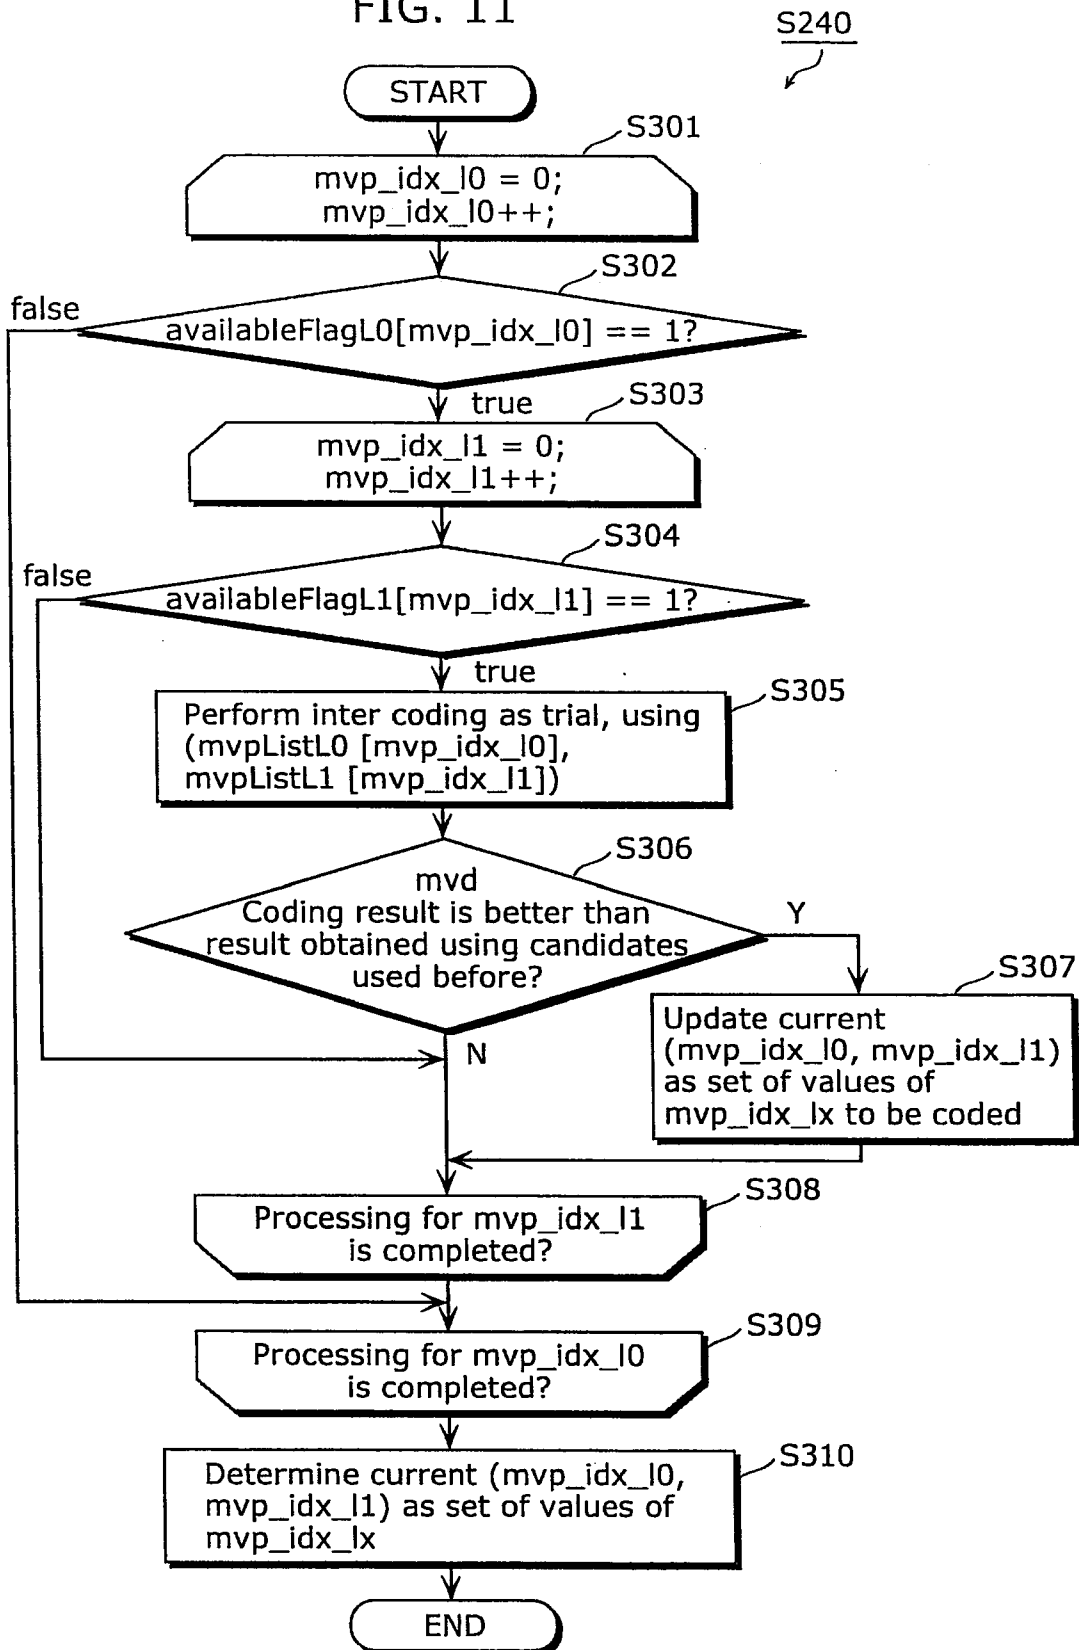 FIG. 11
S240
START
S301
mvp_idx_l0 = 0;
mvp_idx_l0++;
S302
false
availableFlagL0[mvp_idx_l0] == 1?
true
S303
mvp_idx_l1 = 0;
mvp_idx_l1++;
S304
false
availableFlagL1[mvp_idx_l1] == 1?
true
S305
Perform inter coding as trial, using
(mvpListL0 [mvp_idx_l0],
mvpListL1 [mvp_idx_l1])
S306
mvd
Coding result is better than
result obtained using candidates
used before?
Y
N
S307
Update current
(mvp_idx_l0, mvp_idx_l1)
as set of values of
mvp_idx_lx to be coded
S308
Processing for mvp_idx_l1
is completed?
S309
Processing for mvp_idx_l0
is completed?
S310
Determine current (mvp_idx_l0,
mvp_idx_l1) as set of values of
mvp_idx_lx
END